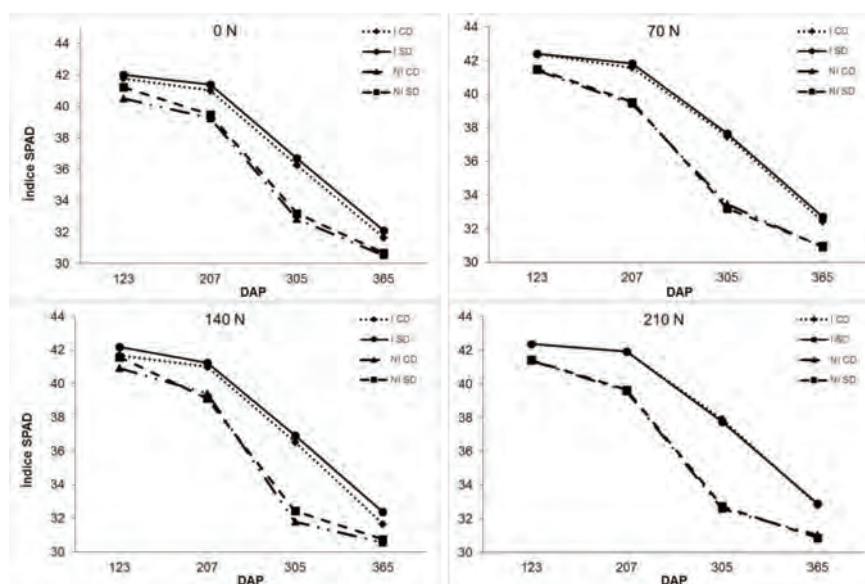 0 N
44
42
40
38
36
34
32
30
Índice SPAD
I CD
I SD
NI CD
NI SD
123 207 305 365
DAP
70 N
44
42
40
38
36
34
32
30
I CD
I SD
NI CD
NI SD
123 207 305 365
DAP
140 N
44
42
40
38
36
34
32
30
Índice SPAD
I CD
I SD
NI CD
NI SD
123 207 305 365
DAP
210 N
44
42
40
38
36
34
32
30
I CD
I SD
NI CD
NI SD
123 207 305 365
DAP